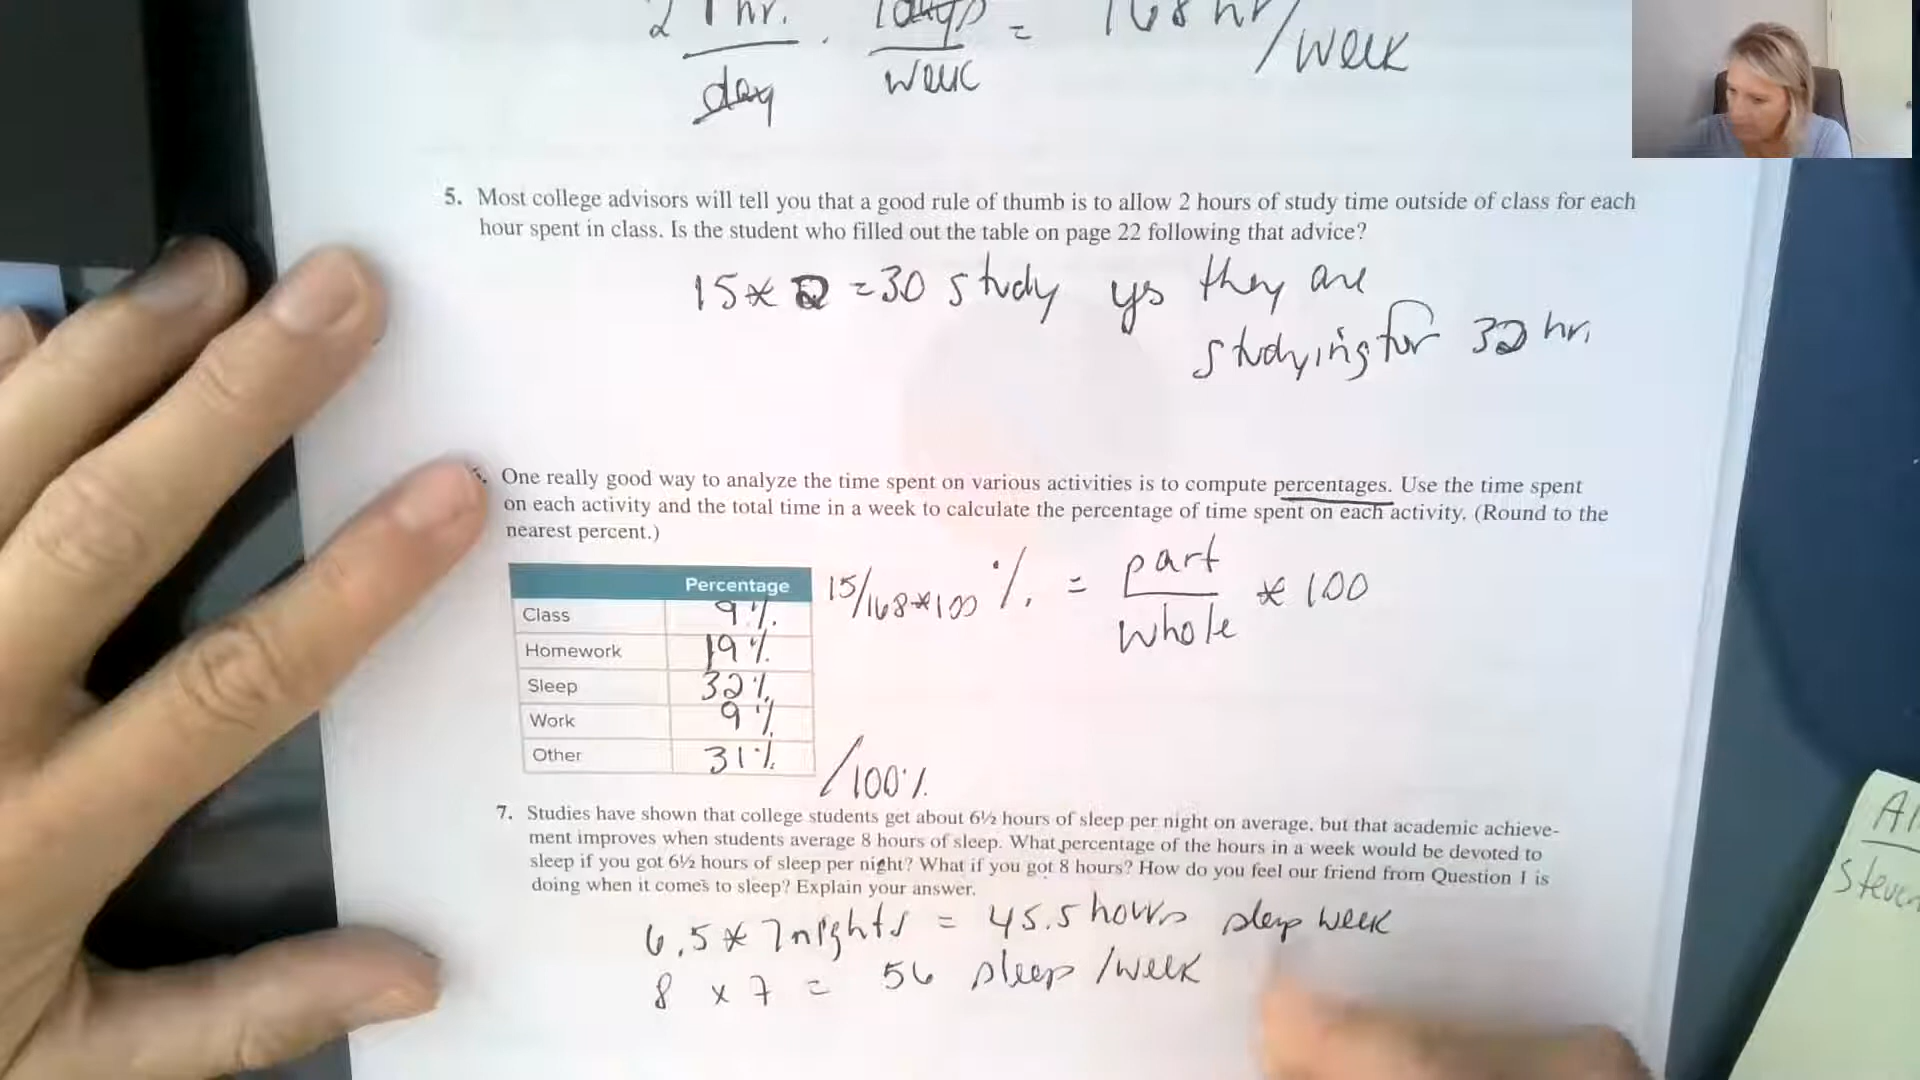 hr. = 168 hr/week
day week
5. Most college advisors will tell you that a good rule of thumb is to allow 2 hours of study time outside of class for each
hour spent in class. Is the student who filled out the table on page 22 following that advice?
15 * 2 = 30 study ys they are
studying for 32 hr.
One really good way to analyze the time spent on various activities is to compute percentages. Use the time spent
on each activity and the total time in a week to calculate the percentage of time spent on each activity. (Round to the
nearest percent.)
Percentage
Class 9%
Homework 19%
Sleep 32%
Work 9%
Other 31%
15/168*100 % = part/whole * 100
/100%
7. Studies have shown that college students get about 6½ hours of sleep per night on average, but that academic achieve-
ment improves when students average 8 hours of sleep. What percentage of the hours in a week would be devoted to
sleep if you got 6½ hours of sleep per night? What if you got 8 hours? How do you feel our friend from Question 1 is
doing when it comes to sleep? Explain your answer.
6.5 * 7 nights = 45.5 hours sleep week
8 x 7 = 56 sleep /week